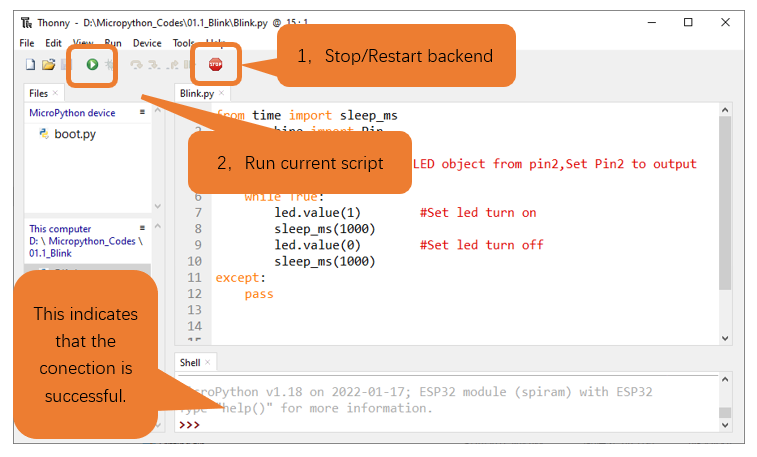 Thonny - D:\Micropython_Codes\01.1_Blink\Blink.py @ 15:1
File Edit View Run Device Tools Help
1，Stop/Restart backend
STOP
Files
Blink.py
MicroPython device
boot.py
from time import sleep_ms
import Pin
2，Run current script
LED object from pin2,Set Pin2 to output
6 while True:
7 led.value(1) #Set led turn on
8 sleep_ms(1000)
9 led.value(0) #Set led turn off
10 sleep_ms(1000)
11 except:
12 pass
13
14
15
This computer
D: \ Micropython_Codes \
01.1_Blink
This indicates
that the
conection is
successful.
Shell
MicroPython v1.18 on 2022-01-17; ESP32 module (spiram) with ESP32
Type "help()" for more information.
>>>